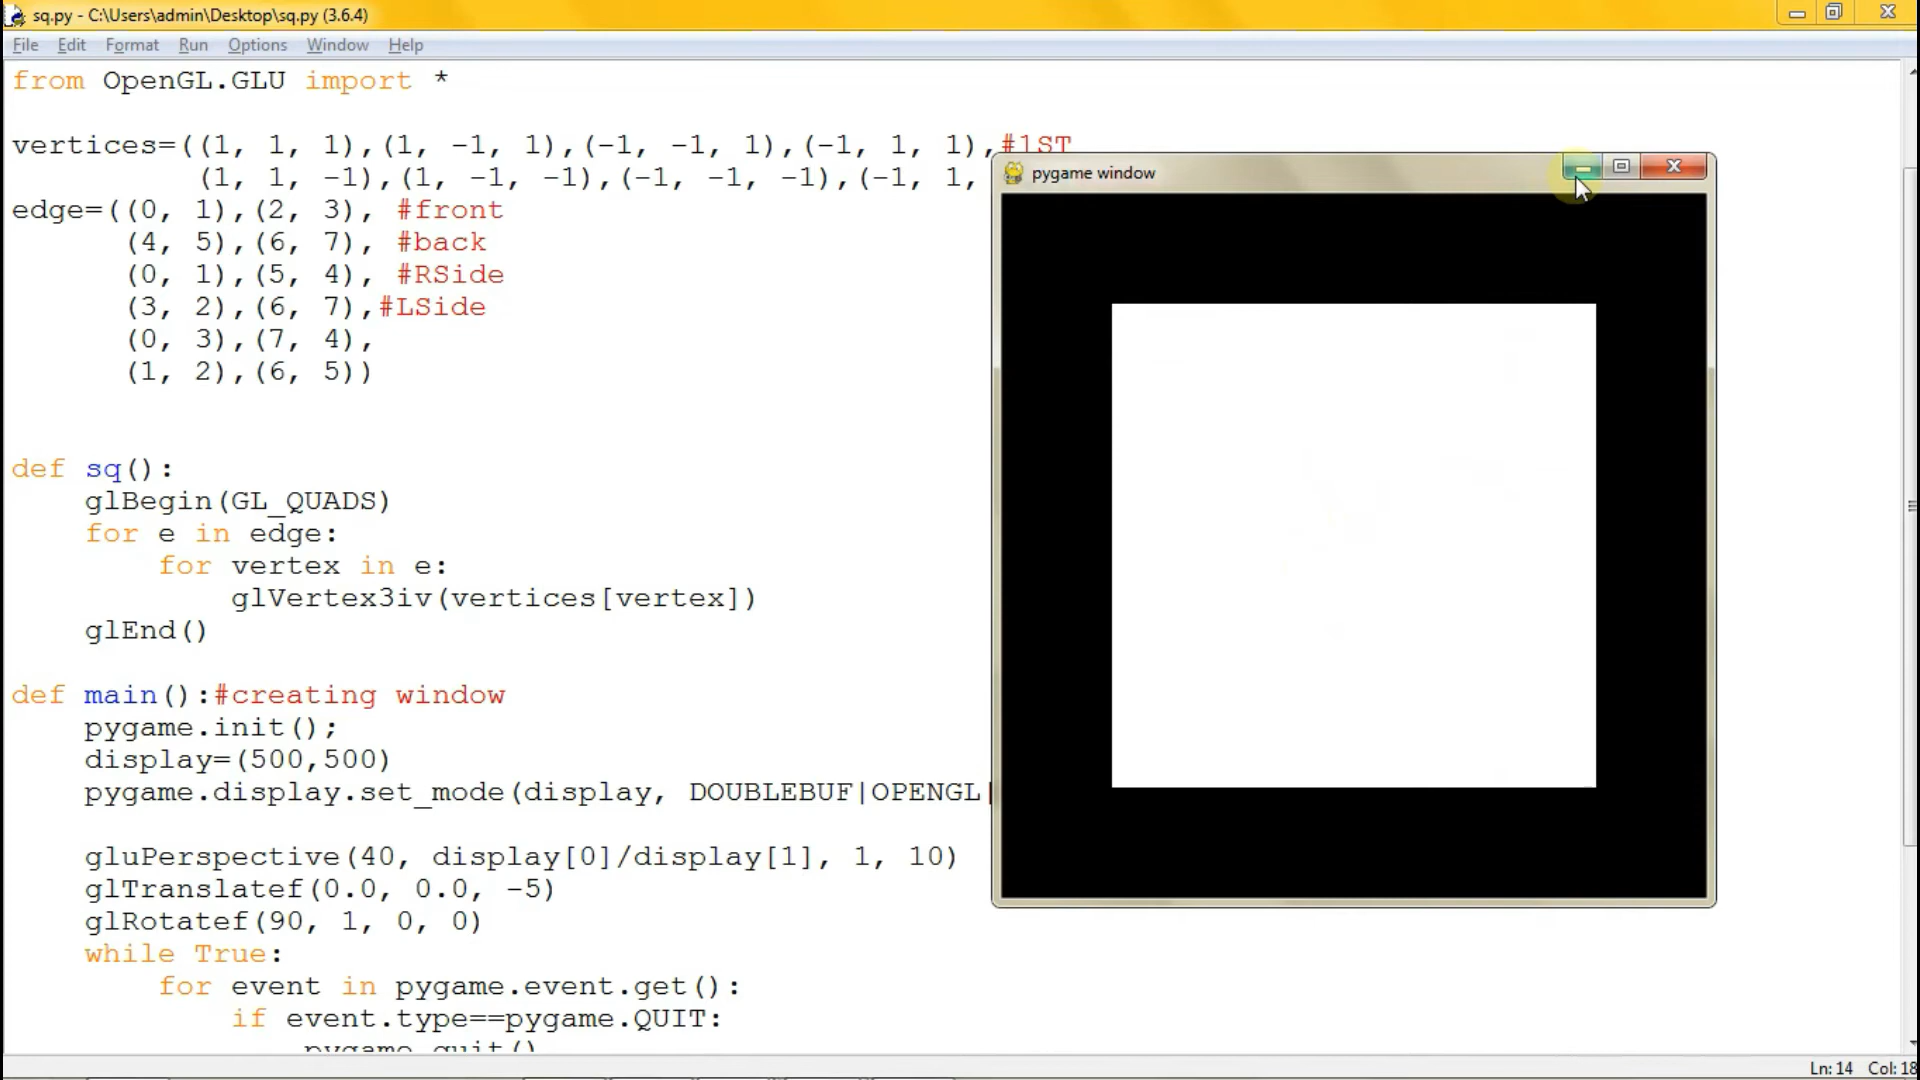 sq.py - C:\Users\admin\Desktop\sq.py (3.6.4)
File Edit Format Run Options Window Help
from OpenGL.GLU import *
vertices=((1, 1, 1),(1, -1, 1),(-1, -1, 1),(-1, 1, 1),#1ST
(1, 1, -1),(1, -1, -1),(-1, -1, -1),(-1, 1,
edge=((0, 1),(2, 3), #front
(4, 5),(6, 7), #back
(0, 1),(5, 4), #RSide
(3, 2),(6, 7),#LSide
(0, 3),(7, 4),
(1, 2),(6, 5))
def sq():
glBegin(GL_QUADS)
for e in edge:
for vertex in e:
glVertex3iv(vertices[vertex])
glEnd()
def main():#creating window
pygame.init();
display=(500,500)
pygame.display.set_mode(display, DOUBLEBUF|OPENGL|
gluPerspective(40, display[0]/display[1], 1, 10)
glTranslatef(0.0, 0.0, -5)
glRotatef(90, 1, 0, 0)
while True:
for event in pygame.event.get():
if event.type==pygame.QUIT:
pygame.quit()
pygame window
Ln: 14 Col: 18